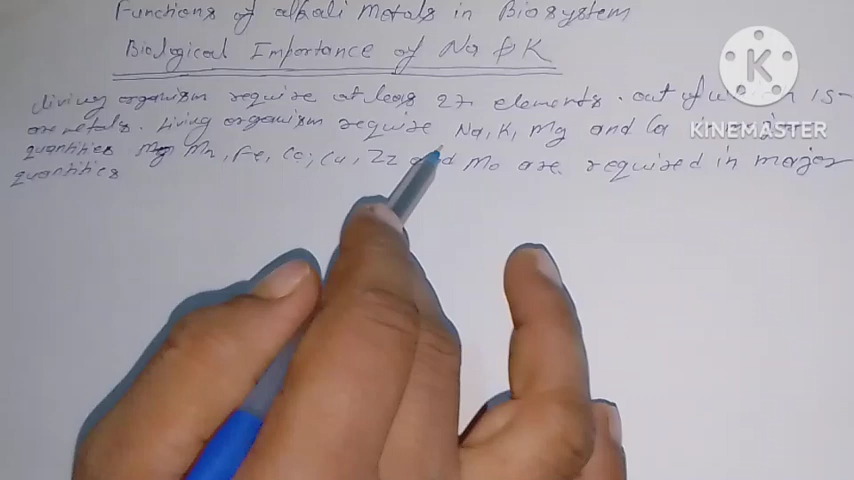 Functions of alkali Metals in Biosystem
Biological Importance of Na & K
Living organism require at leas 27 elements. out of 15
are metals. Living organism require Na, K, Mg and Ca in
quantities Mn, Fe, Co, Cu, Zn and Mo are required in major
quantities
K
KINEMASTER